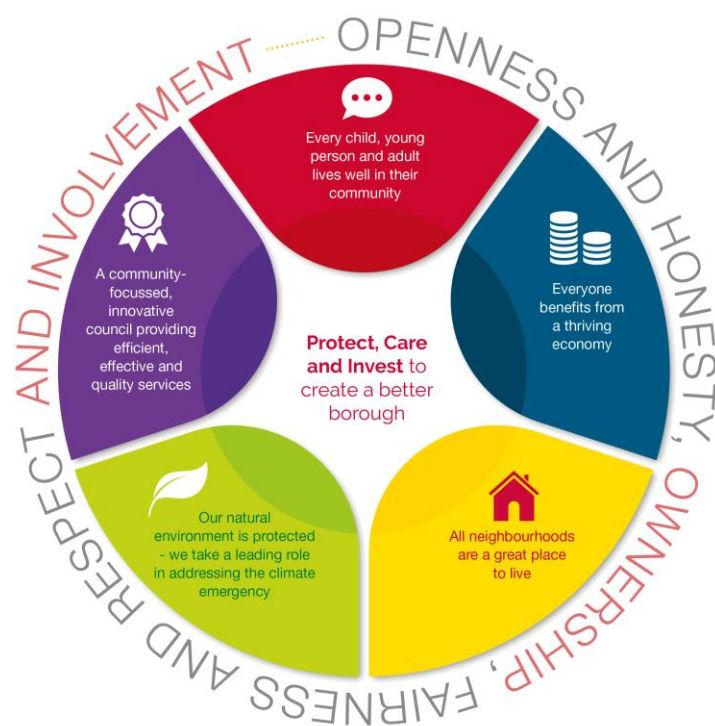 OPENNESS AND HONESTY, OWNERSHIP, FAIRNESS AND RESPECT AND INVOLVEMENT
Every child, young
person and adult
lives well in their
community
Everyone
benefits from
a thriving
economy
All neighbourhoods
are a great place
to live
Our natural
environment is protected
- we take a leading role
in addressing the climate
emergency
A community-
focussed,
innovative
council providing
efficient,
effective and
quality services
Protect, Care
and Invest to
create a better
borough